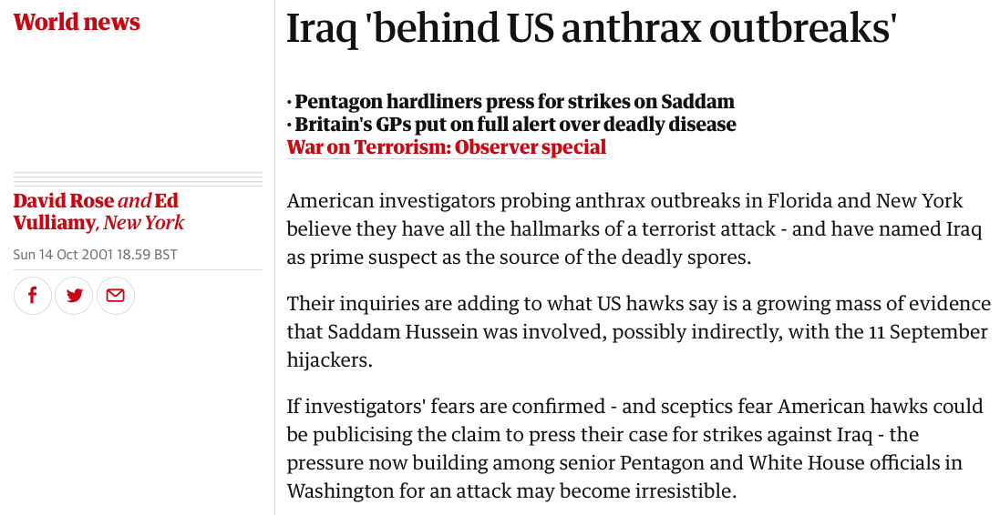 World news
Iraq 'behind US anthrax outbreaks'
· Pentagon hardliners press for strikes on Saddam
· Britain's GPs put on full alert over deadly disease
War on Terrorism: Observer special
David Rose and Ed
Vulliamy, New York
Sun 14 Oct 2001 18.59 BST
American investigators probing anthrax outbreaks in Florida and New York
believe they have all the hallmarks of a terrorist attack - and have named Iraq
as prime suspect as the source of the deadly spores.
Their inquiries are adding to what US hawks say is a growing mass of evidence
that Saddam Hussein was involved, possibly indirectly, with the 11 September
hijackers.
If investigators' fears are confirmed - and sceptics fear American hawks could
be publicising the claim to press their case for strikes against Iraq - the
pressure now building among senior Pentagon and White House officials in
Washington for an attack may become irresistible.